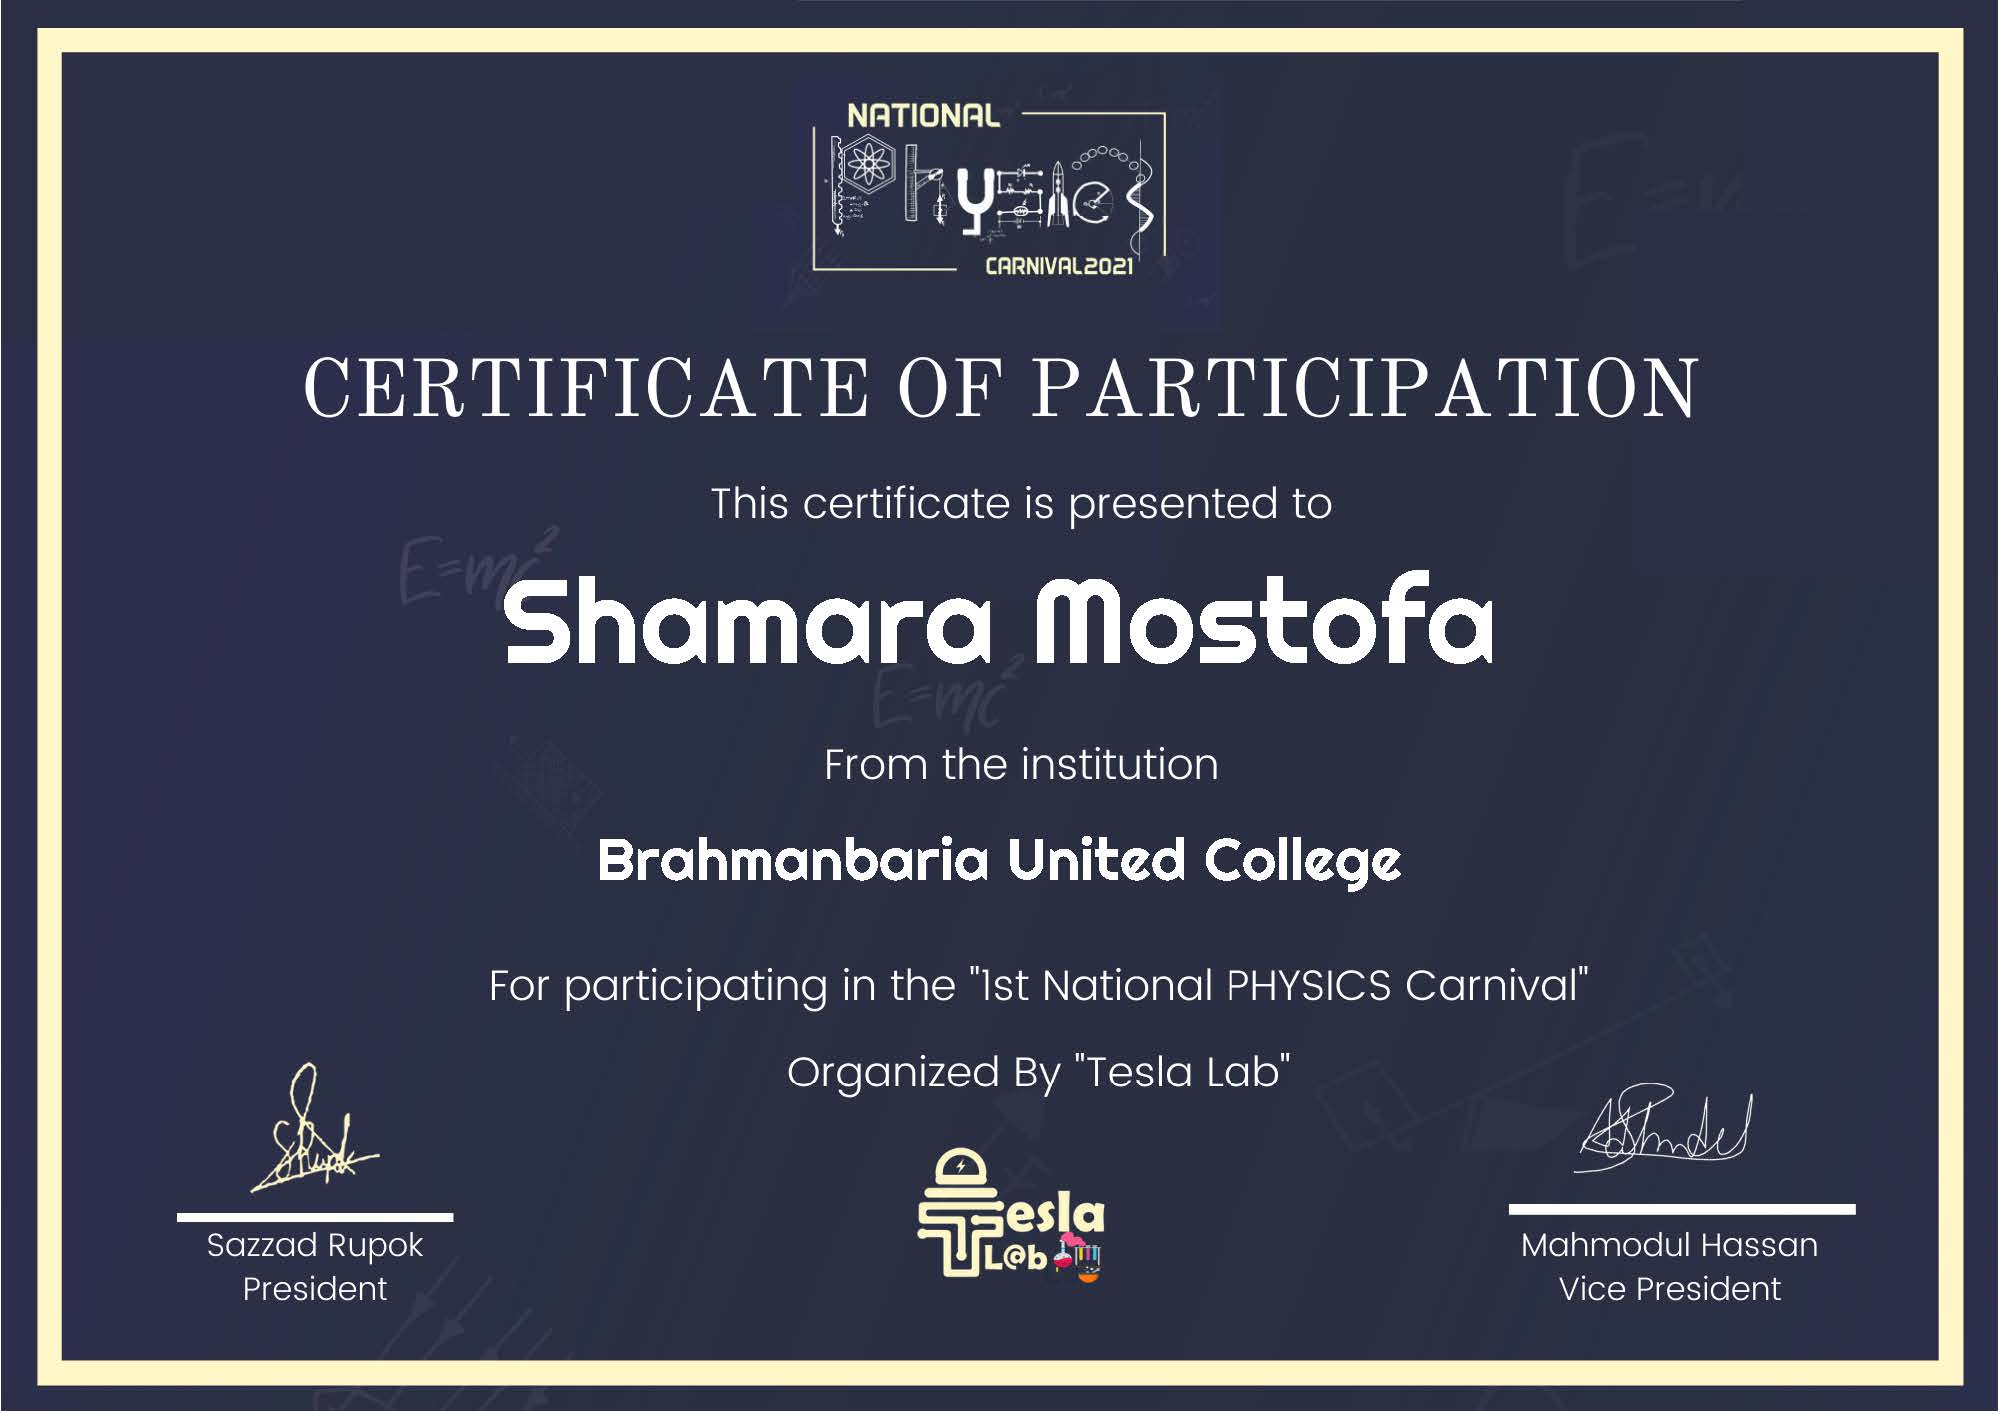 NATIONAL
Physics
CARNIVAL2021
E=m
CERTIFICATE OF PARTICIPATION
This certificate is presented to
E=mc²
Shamara Mostofa
E=mc²
From the institution
Brahmanbaria United College
For participating in the "1st National PHYSICS Carnival"
Organized By "Tesla Lab"
Tesla
L@b
Sazzad Rupok
President
Mahmodul Hassan
Vice President